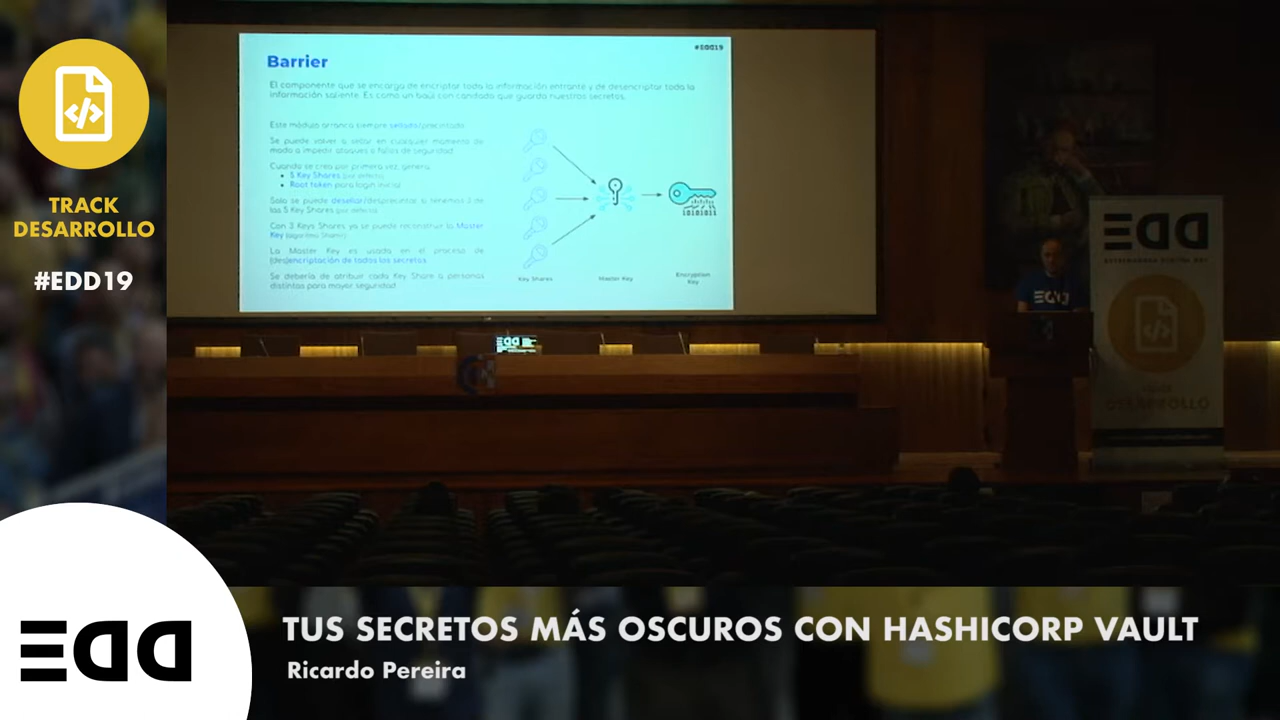 TRACK
DESARROLLO
#EDD19
#EDD19
Barrier
El componente que se encarga de encriptar toda la información entrante y de desencriptar toda la
información saliente. Es como un baúl con candado que guarda nuestros secretos.
Este módulo arranca siempre sellado/precintado
Se puede volver a sellar en cualquier momento de
modo a impedir ataques o fallos de seguridad
Cuando se crea por primera vez, genera
5 Key Shares (por defecto)
Root token para login inicial
Solo se puede desellar/desprecintar si tenemos 3 de
las 5 Key Shares (por defecto)
Con 3 Keys Shares ya se puede reconstruir la Master
Key (algoritmo Shamir)
La Master Key es usada en el proceso de
(des)encriptación de todos los secretos
Se debería de atribuir cada Key Share a personas
distintas para mayor seguridad
10101011
Key Shares
Master Key
Encryption
Key
EDD
EDD
EDD
EXTREMADURA DIGITAL DAY
DESARROLLO
EDD
TUS SECRETOS MÁS OSCUROS CON HASHICORP VAULT
Ricardo Pereira